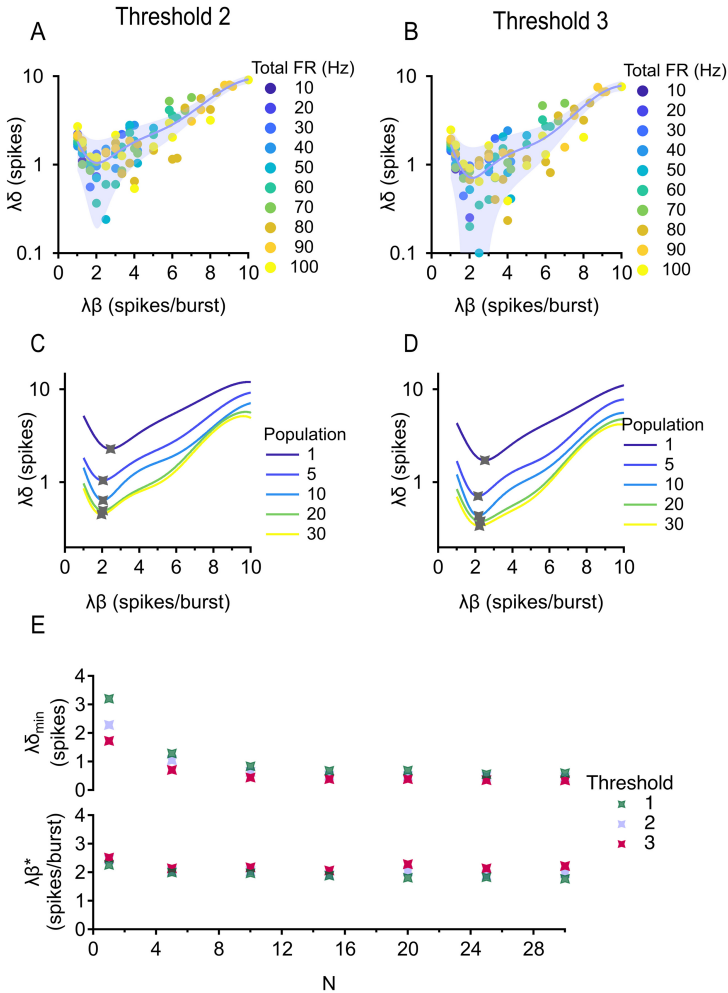 Threshold 2
Threshold 3
A
B
Total FR (Hz)
10
20
30
40
50
60
70
80
90
100
Total FR (Hz)
10
20
30
40
50
60
70
80
90
100
10
1
0.1
λδ (spikes)
0 2 4 6 8 10
λβ (spikes/burst)
10
1
0.1
λδ (spikes)
0 2 4 6 8 10
λβ (spikes/burst)
C
D
10
1
λδ (spikes)
0 2 4 6 8 10
λβ (spikes/burst)
Population
1
5
10
20
30
10
1
λδ (spikes)
0 2 4 6 8 10
λβ (spikes/burst)
Population
1
5
10
20
30
E
4
3
2
1
0
λδmin
(spikes)
4
3
2
1
0
λβ*
(spikes/burst)
0 4 8 12 16 20 24 28
N
Threshold
1
2
3